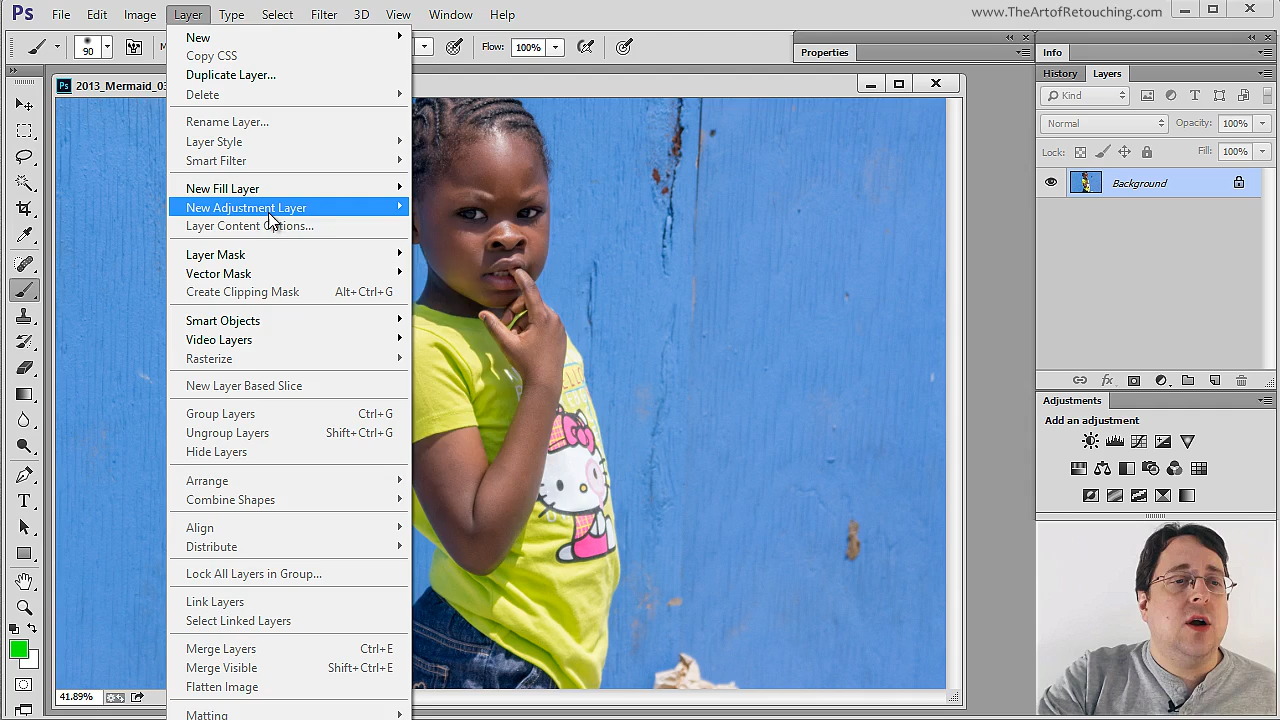 Ps File Edit Image Layer Type Select Filter 3D View Window Help www.TheArtofRetouching.com
90 Flow: 100%
2013_Mermaid_03
New
Copy CSS
Duplicate Layer...
Delete
Rename Layer...
Layer Style
Smart Filter
New Fill Layer
New Adjustment Layer
Layer Content Options...
Layer Mask
Vector Mask
Create Clipping Mask Alt+Ctrl+G
Smart Objects
Video Layers
Rasterize
New Layer Based Slice
Group Layers Ctrl+G
Ungroup Layers Shift+Ctrl+G
Hide Layers
Arrange
Combine Shapes
Align
Distribute
Lock All Layers in Group...
Link Layers
Select Linked Layers
Merge Layers Ctrl+E
Merge Visible Shift+Ctrl+E
Flatten Image
Matting
41.89%
Properties
Info
History Layers
Kind
Normal Opacity: 100%
Lock: Fill: 100%
Background
Adjustments
Add an adjustment